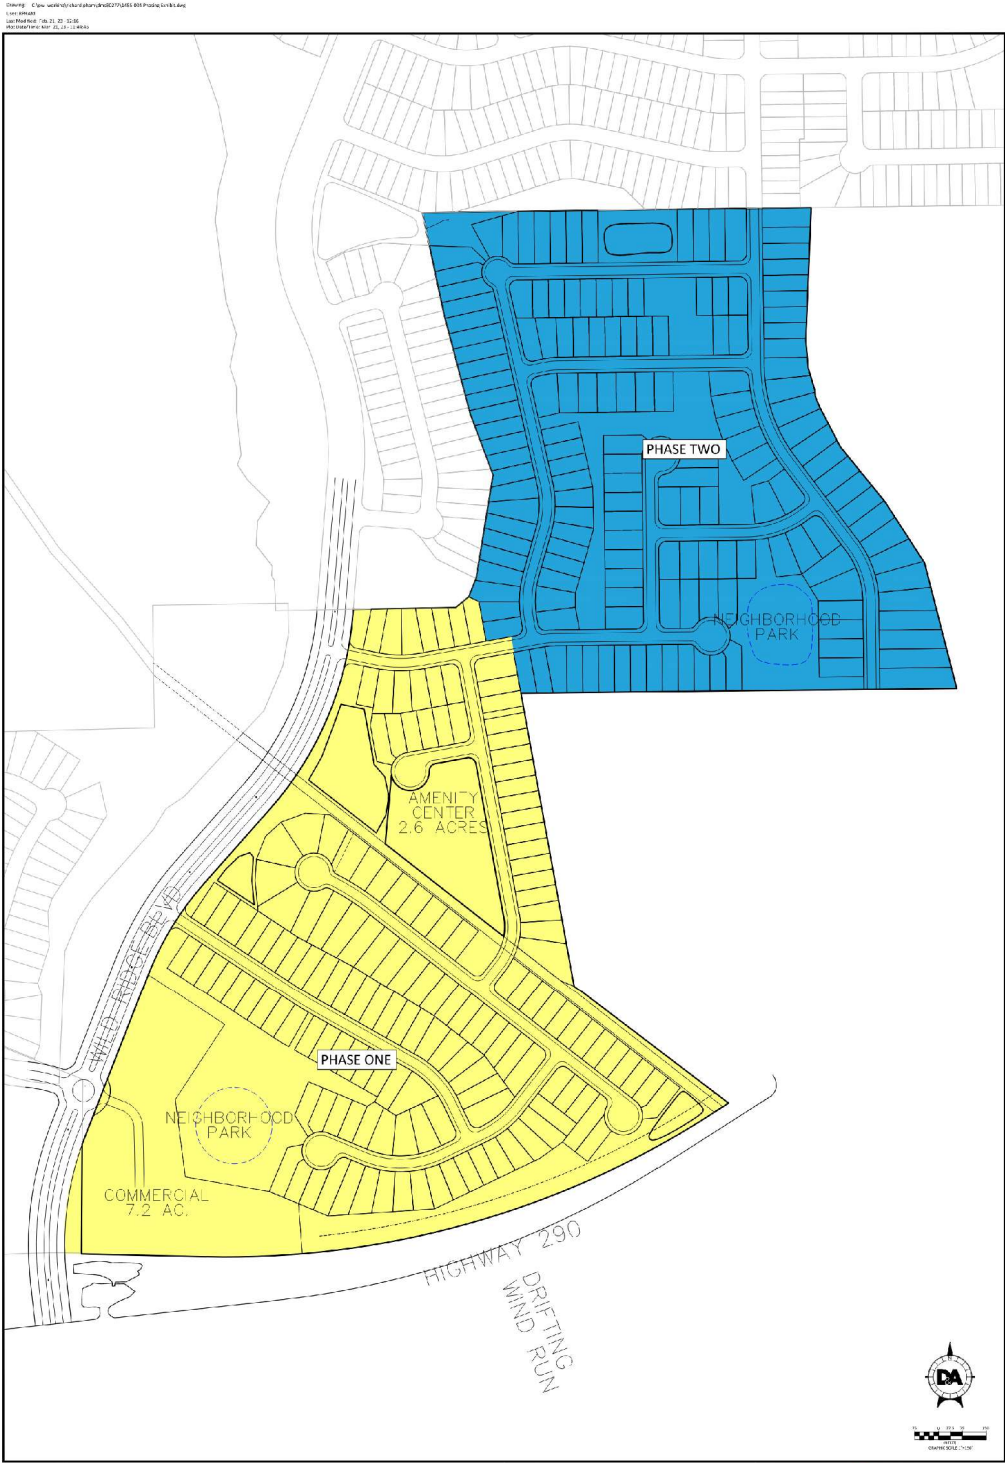 PHASE TWO
NEIGHBORHOOD
PARK
AMENITY
CENTER
2.6 ACRES
WILD RIDGE BLVD
PHASE ONE
NEIGHBORHOOD
PARK
COMMERCIAL
7.2 AC.
HIGHWAY 290
DRIFTING
WIND RUN
DA